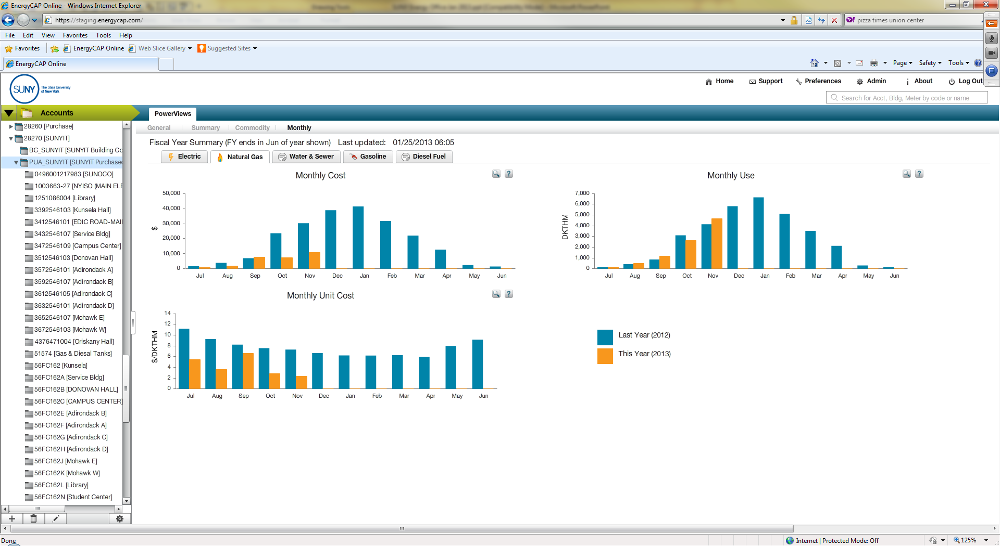 EnergyCAP Online - Windows Internet Explorer
https://staging.energycap.com/
pizza times union center
File Edit View Favorites Tools Help
Favorites EnergyCAP Online Web Slice Gallery Suggested Sites
EnergyCAP Online
Page Safety Tools
SUNY The State University
of New York
Home Support Preferences Admin About Log Out
Search for Acct, Bldg, Meter by code or name
Accounts
PowerViews
General Summary Commodity Monthly
Fiscal Year Summary (FY ends in Jun of year shown) Last updated: 01/25/2013 06:05
Electric Natural Gas Water & Sewer Gasoline Diesel Fuel
28260 [Purchase]
28270 [SUNYIT]
BC_SUNYIT [SUNYIT Building Co
PUA_SUNYIT [SUNYIT Purchased
0496001217983 [SUNOCO]
1003663-27 [NYISO (MAIN ELE
1251086004 [Library]
3392546103 [Kunsela Hall]
3412546101 [EDIC ROAD-MAI
3432546107 [Service Bldg]
3472546109 [Campus Center]
3512546103 [Donovan Hall]
3572546101 [Adirondack A]
3592546107 [Adirondack B]
3612546105 [Adirondack C]
3632546101 [Adirondack D]
3652546107 [Mohawk E]
3672546103 [Mohawk W]
4376471004 [Oriskany Hall]
51574 [Gas & Diesal Tanks]
56FC162 [Kunsela]
56FC162A [Service Bldg]
56FC162B [DONOVAN HALL]
56FC162C [CAMPUS CENTER]
56FC162E [Adirondack B]
56FC162F [Adirondack A]
56FC162G [Adirondack C]
56FC162H [Adirondack D]
56FC162J [Mohawk E]
56FC162K [Mohawk W]
56FC162L [Library]
56FC162N [Student Center]
Monthly Cost
$
50,000
40,000
30,000
20,000
10,000
0
Jul Aug Sep Oct Nov Dec Jan Feb Mar Apr May Jun
Monthly Use
DKTHM
7,000
6,000
5,000
4,000
3,000
2,000
1,000
0
Jul Aug Sep Oct Nov Dec Jan Feb Mar Apr May Jun
Monthly Unit Cost
$/DKTHM
14
12
10
8
6
4
2
0
Jul Aug Sep Oct Nov Dec Jan Feb Mar Apr May Jun
Last Year (2012)
This Year (2013)
Done
Internet | Protected Mode: Off
125%